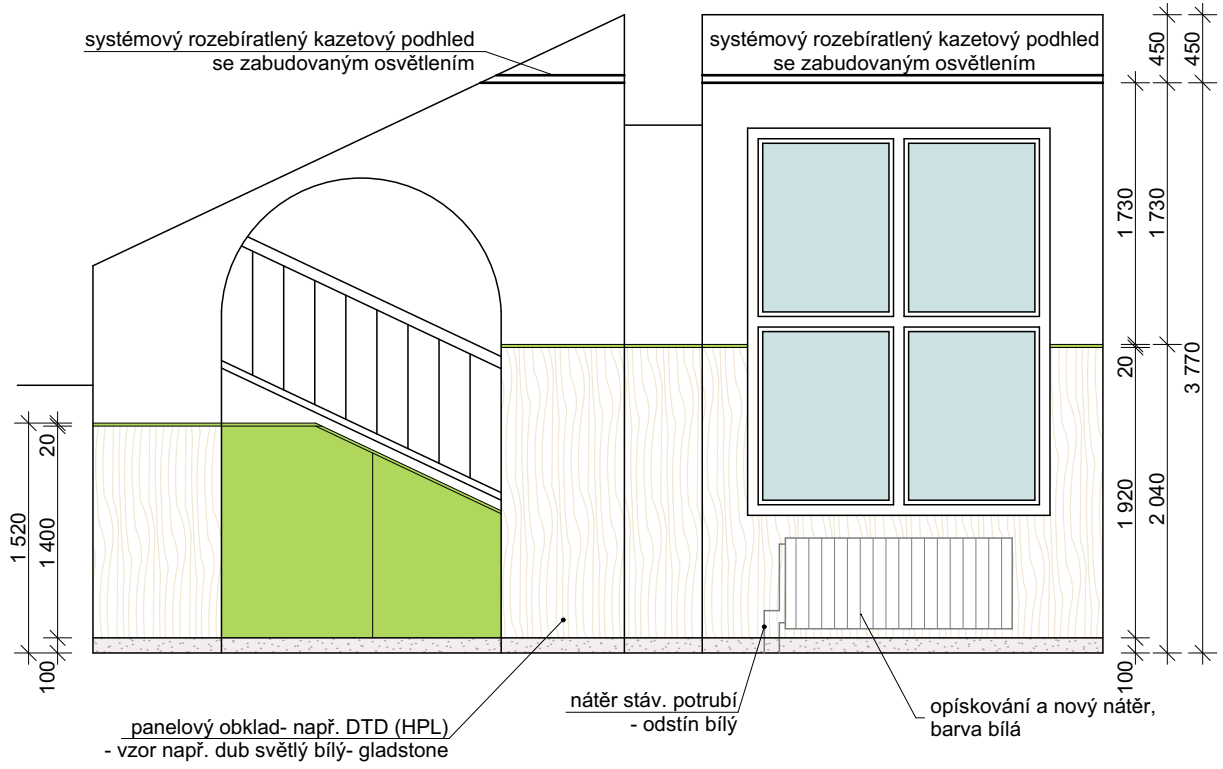 systémový rozebíratlený kazetový podhled
se zabudovaným osvětlením
systémový rozebíratlený kazetový podhled
se zabudovaným osvětlením
450
450
1 730
1 730
3 770
20
1 920
2 040
100
20
1 520
1 400
100
panelový obklad- např. DTD (HPL)
- vzor např. dub světlý bílý- gladstone
nátěr stáv. potrubí
- odstín bílý
opískování a nový nátěr,
barva bílá